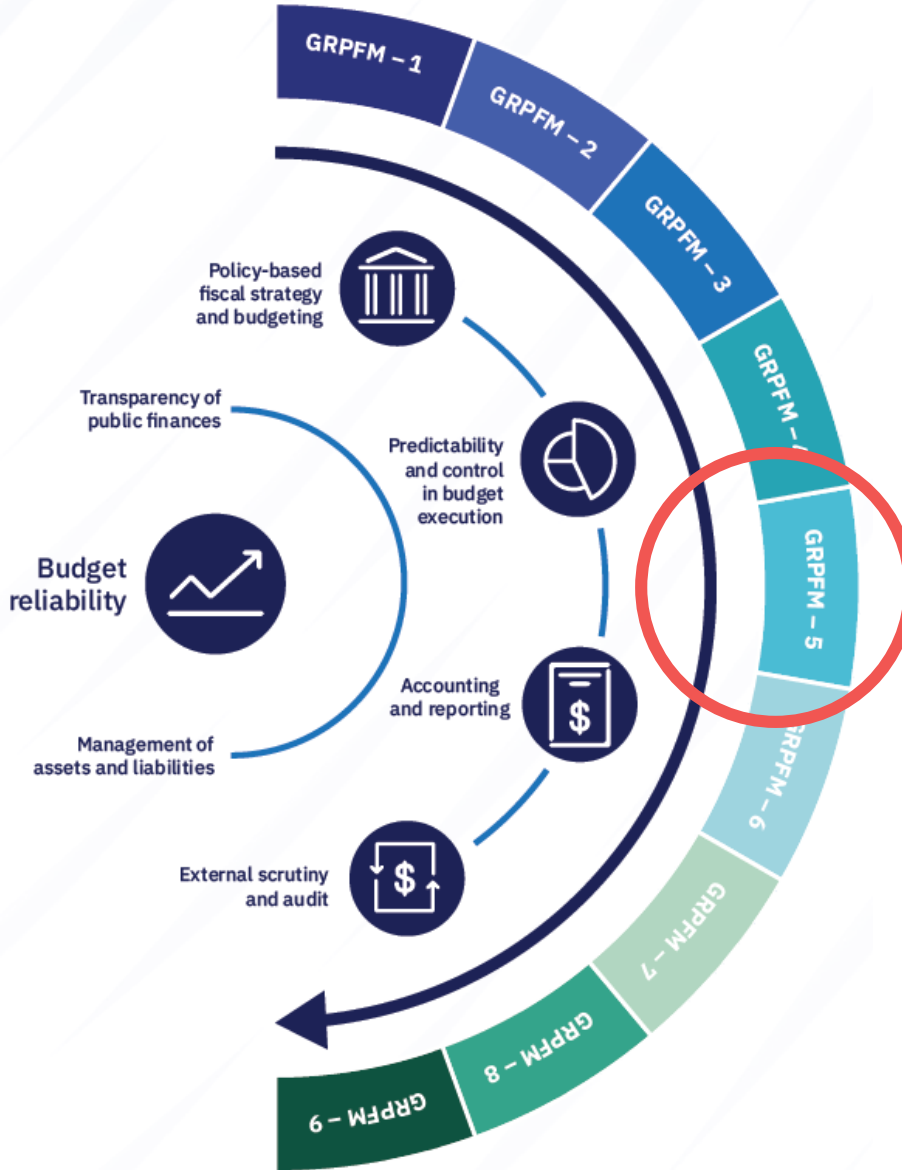 GRPFM – 1
GRPFM – 2
GRPFM – 3
GRPFM –
GRPFM – 5
GRPFM – 6
GRPFM – 7
GRPFM – 8
GRPFM – 9
Policy-based
fiscal strategy
and budgeting
Transparency of
public finances
Predictability
and control
in budget
execution
Budget
reliability
Accounting
and reporting
$
Management of
assets and liabilities
External scrutiny
and audit
$